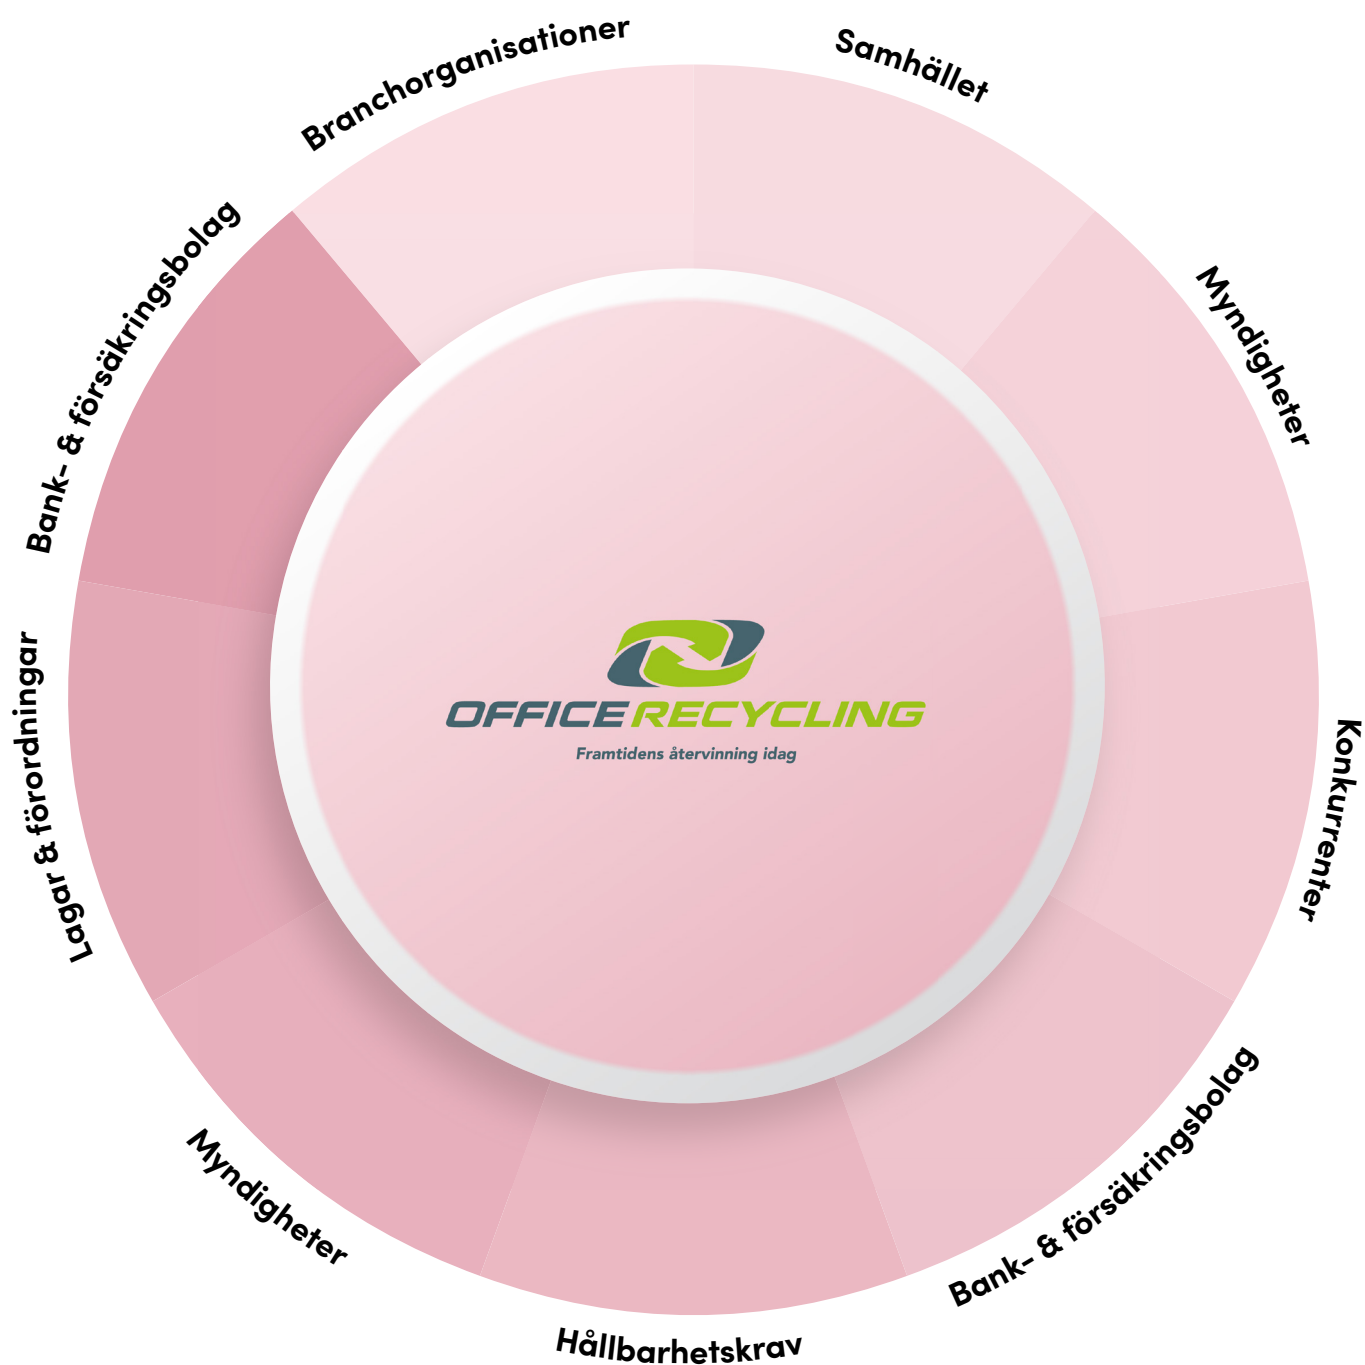 Branchorganisationer
Samhället
Myndigheter
Konkurrenter
Bank- & försäkringsbolag
Hållbarhetskrav
Myndigheter
Lagar & förordningar
Bank- & försäkringsbolag
OFFICE RECYCLING
Framtidens återvinning idag